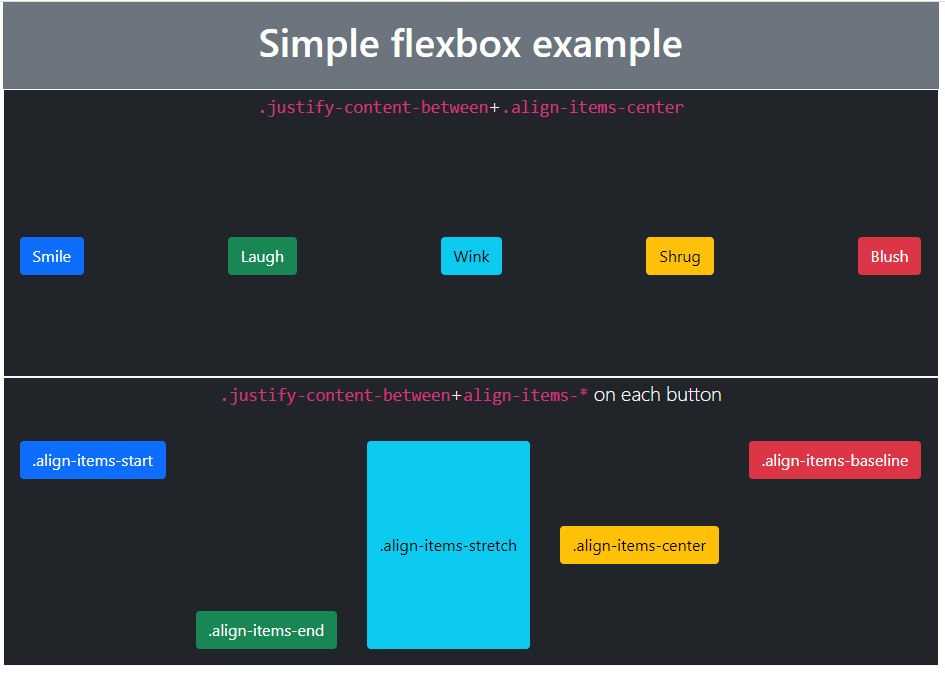 Simple flexbox example
.justify-content-between+.align-items-center
Smile
Laugh
Wink
Shrug
Blush
.justify-content-between+align-items-* on each button
.align-items-start
.align-items-end
.align-items-stretch
.align-items-center
.align-items-baseline